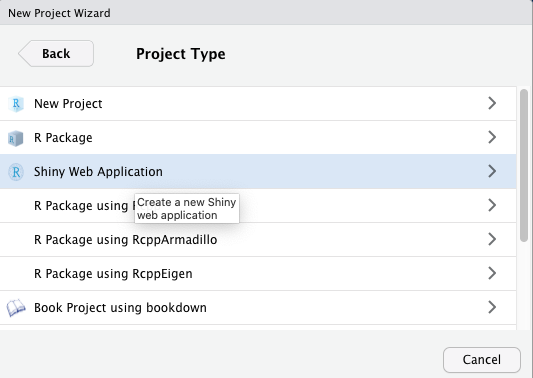 New Project Wizard
Back
Project Type
New Project
R Package
Shiny Web Application
Create a new Shiny
web application
R Package using
R Package using RcppArmadillo
R Package using RcppEigen
Book Project using bookdown
Cancel